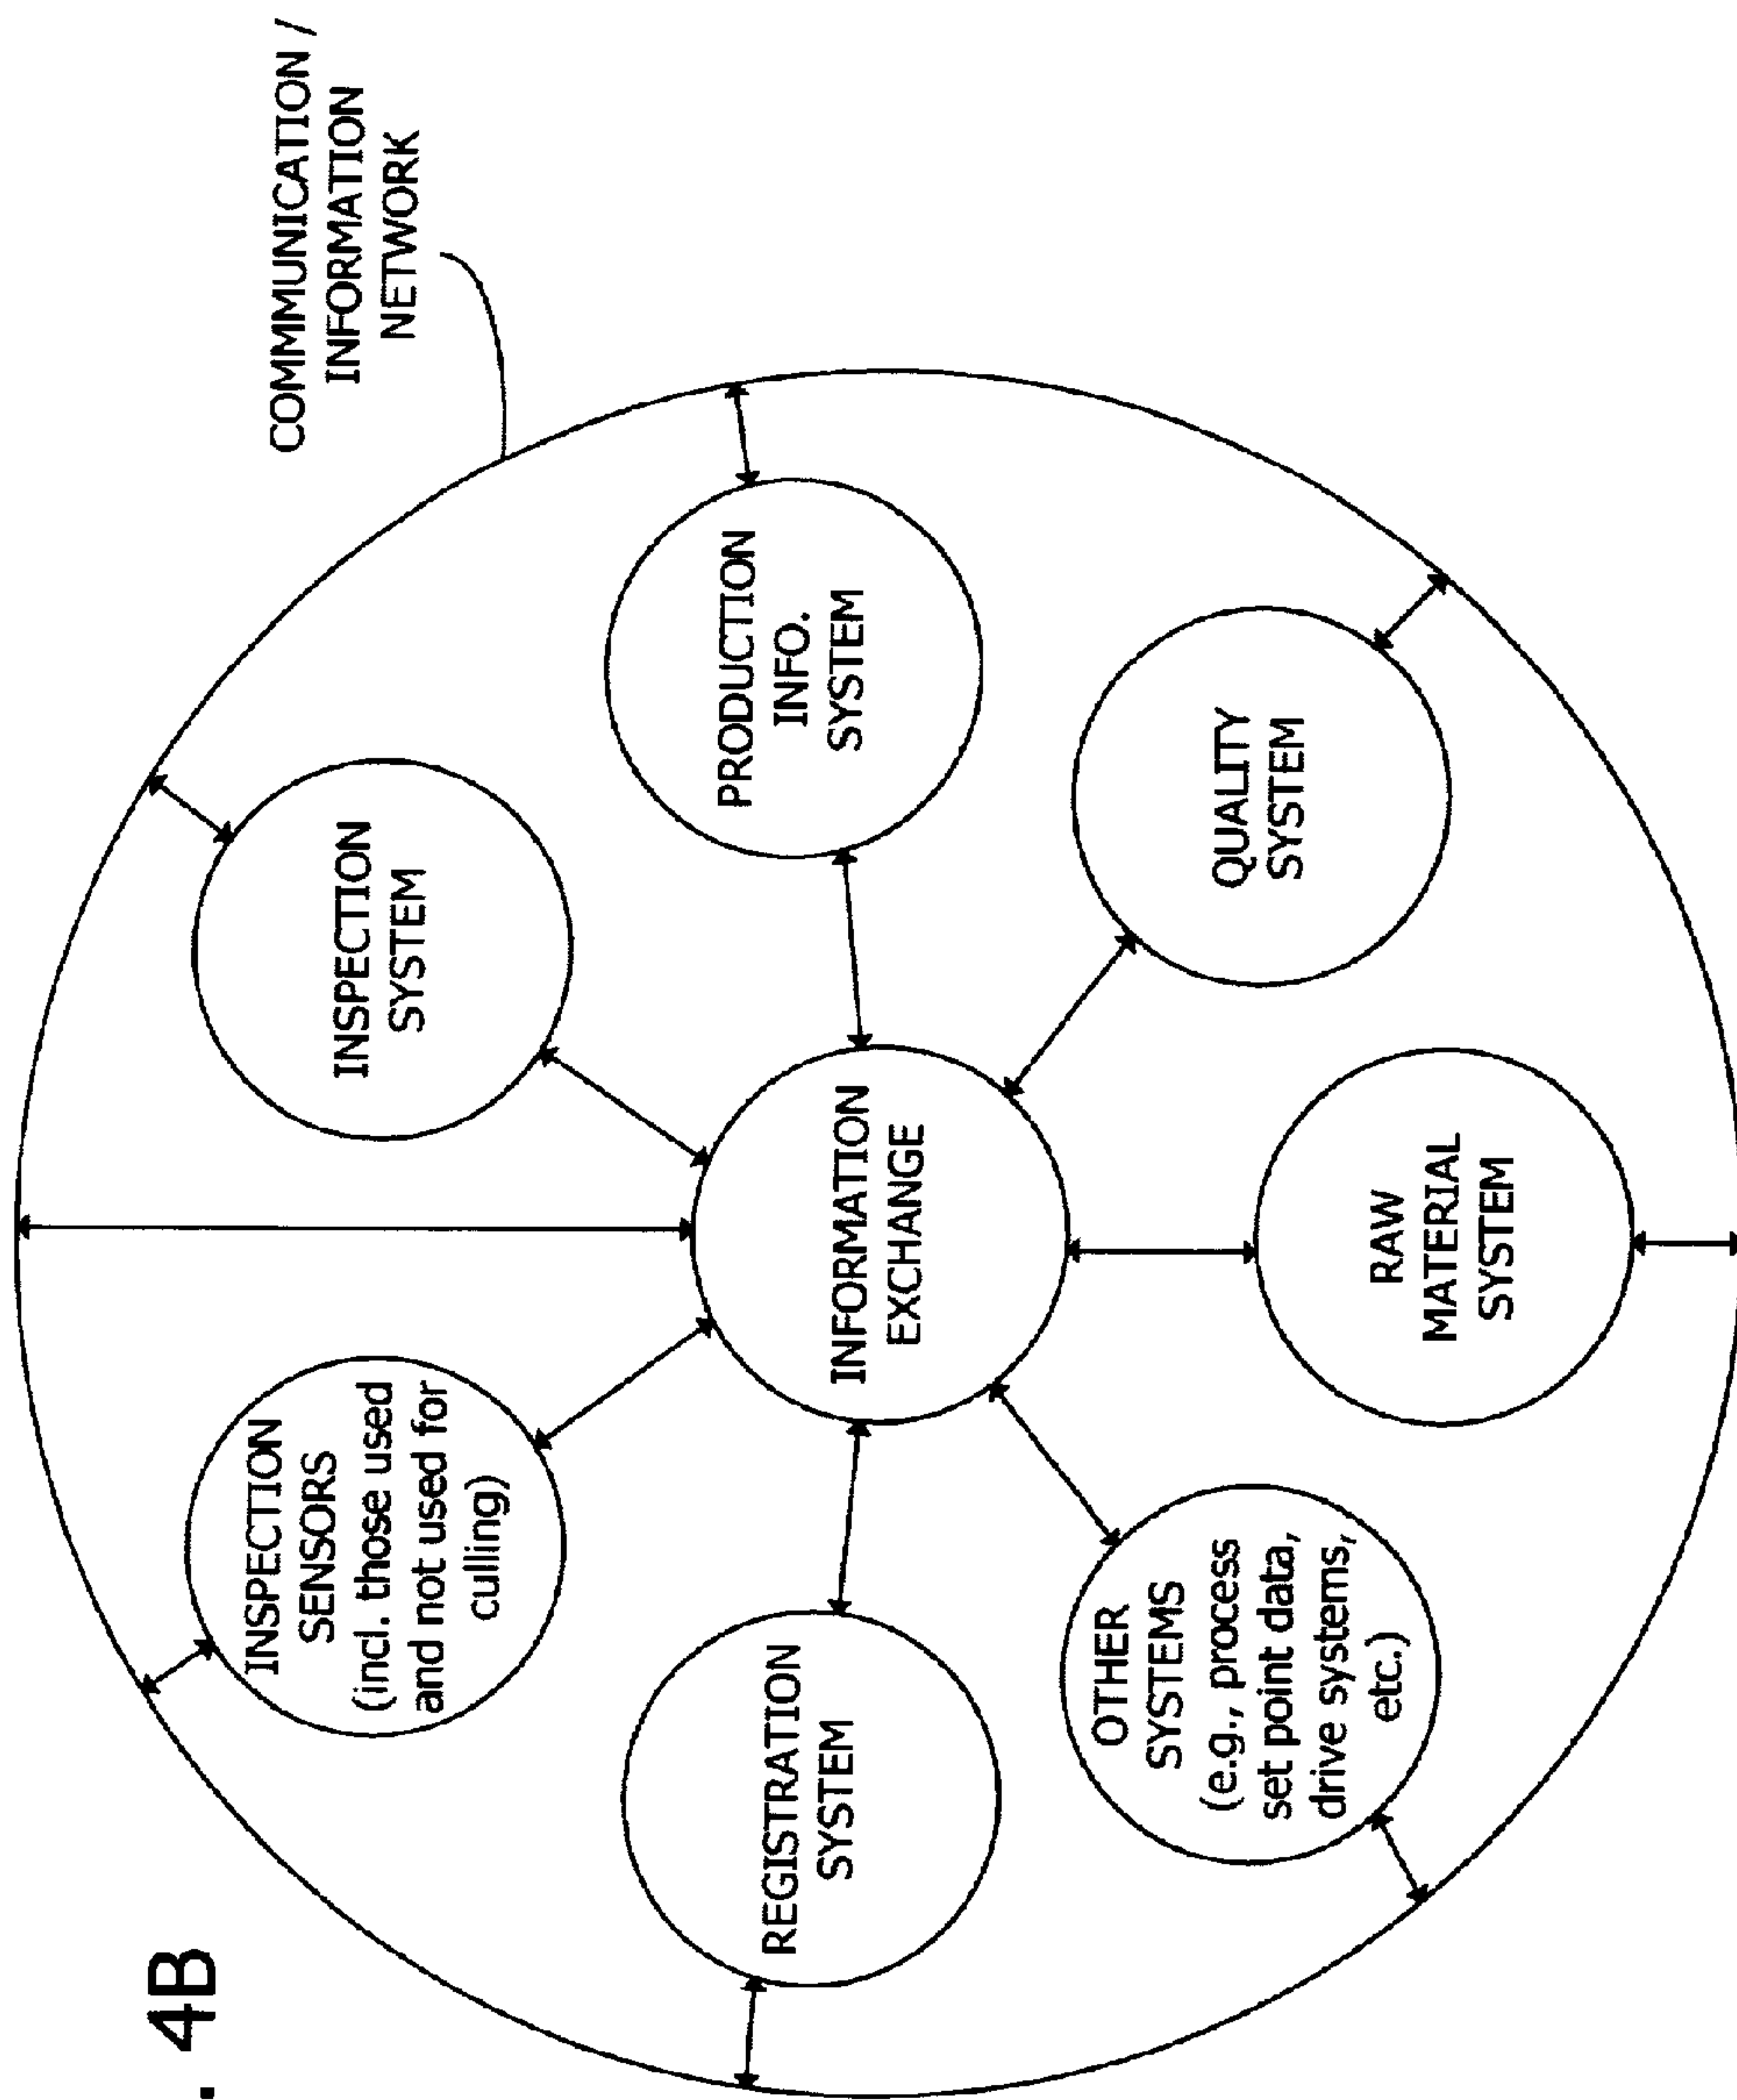 . 4B
COMMMUNICATION /
INFORMATION
NETWORK
INSPECTION
SENSORS
(incl. those used
and not used for
culling)
INSPECTION
SYSTEM
REGISTRATION
SYSTEM
INFORMATION
EXCHANGE
PRODUCTION
INFO.
SYSTEM
OTHER
SYSTEMS
(e.g., process
set point data,
drive systems,
etc.)
RAW
MATERIAL
SYSTEM
QUALITY
SYSTEM